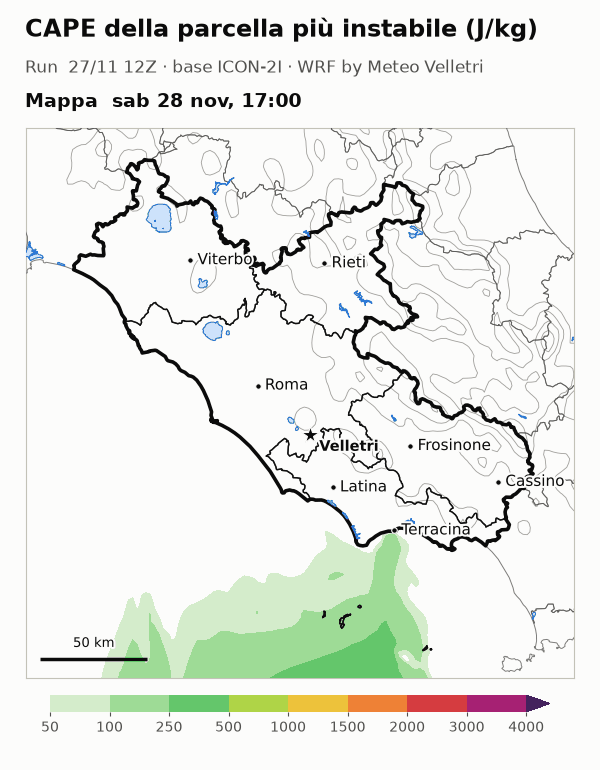 CAPE della parcella più instabile (J/kg)
Run  27/11 12Z · base ICON-2I · WRF by Meteo Velletri
Mappa  sab 28 nov, 17:00
Viterbo
Rieti
Roma
Velletri
Frosinone
Latina
Cassino
Terracina
50 km
50 100 250 500 1000 1500 2000 3000 4000